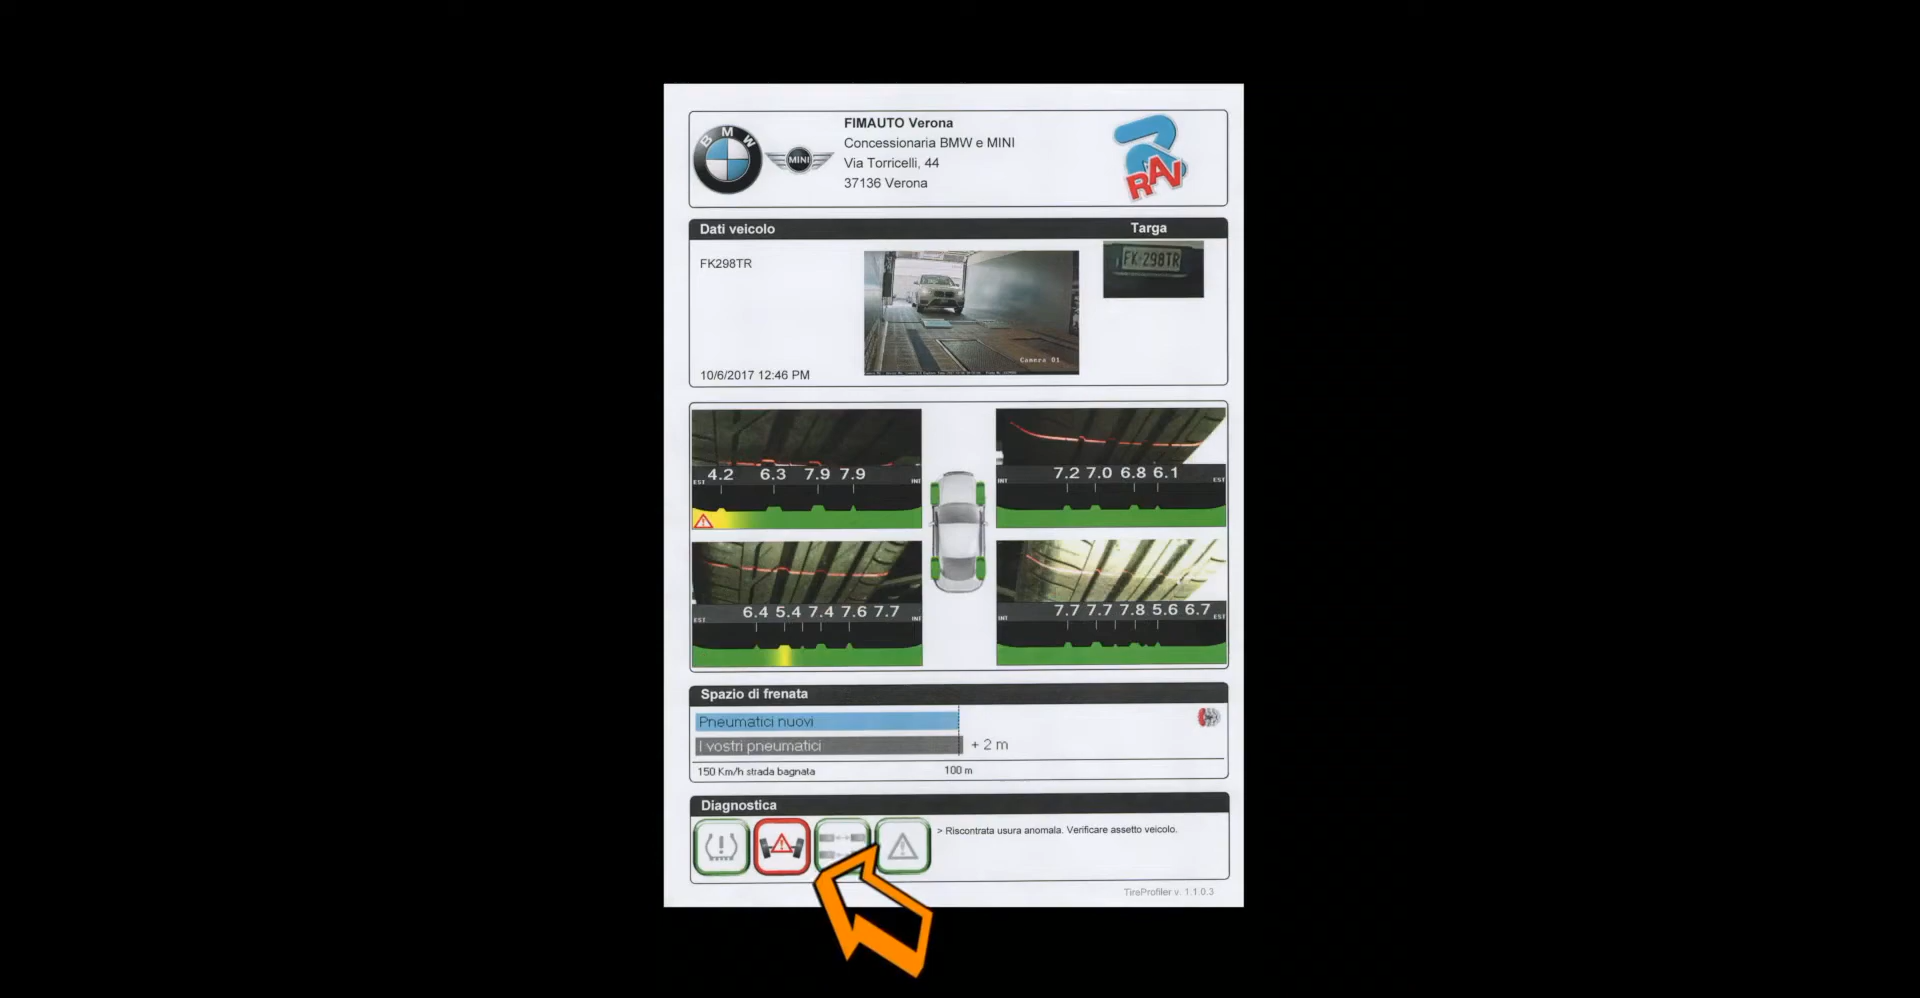 BMW
MINI
FIMAUTO Verona
Concessionaria BMW e MINI
Via Torricelli, 44
37136 Verona
RAV
Dati veicolo
Targa
FK298TR
FK 298TR
Camera 01
10/6/2017 12:46 PM
4.2 6.3 7.9 7.9
EST INT
7.2 7.0 6.8 6.1
INT EST
6.4 5.4 7.4 7.6 7.7
EST INT
7.7 7.7 7.8 5.6 6.7
INT EST
Spazio di frenata
Pneumatici nuovi
I vostri pneumatici
+ 2 m
150 Km/h strada bagnata
100 m
Diagnostica
> Riscontrata usura anomala. Verificare assetto veicolo.
TireProfiler v. 1.1.0.3